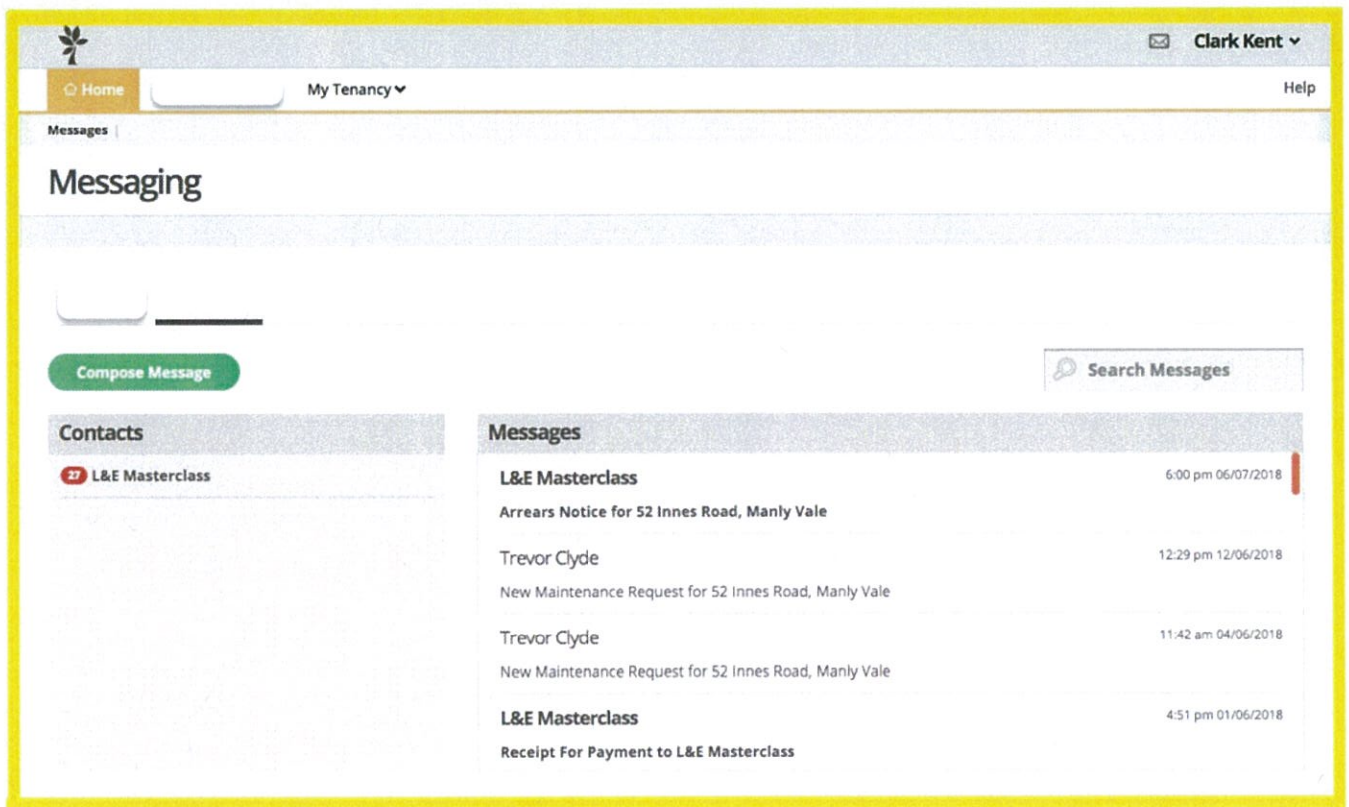 Clark Kent
Home My Tenancy Help
Messages |
Messaging
Compose Message Search Messages
Contacts Messages
27 L&E Masterclass
L&E Masterclass 6:00 pm 06/07/2018
Arrears Notice for 52 Innes Road, Manly Vale
Trevor Clyde 12:29 pm 12/06/2018
New Maintenance Request for 52 Innes Road, Manly Vale
Trevor Clyde 11:42 am 04/06/2018
New Maintenance Request for 52 Innes Road, Manly Vale
L&E Masterclass 4:51 pm 01/06/2018
Receipt For Payment to L&E Masterclass